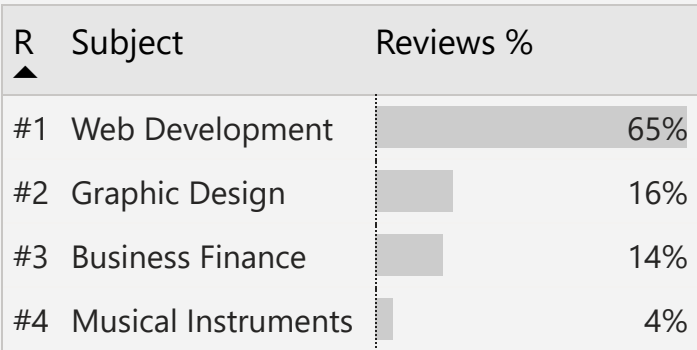 R Subject Reviews %
#1 Web Development 65%
#2 Graphic Design 16%
#3 Business Finance 14%
#4 Musical Instruments 4%